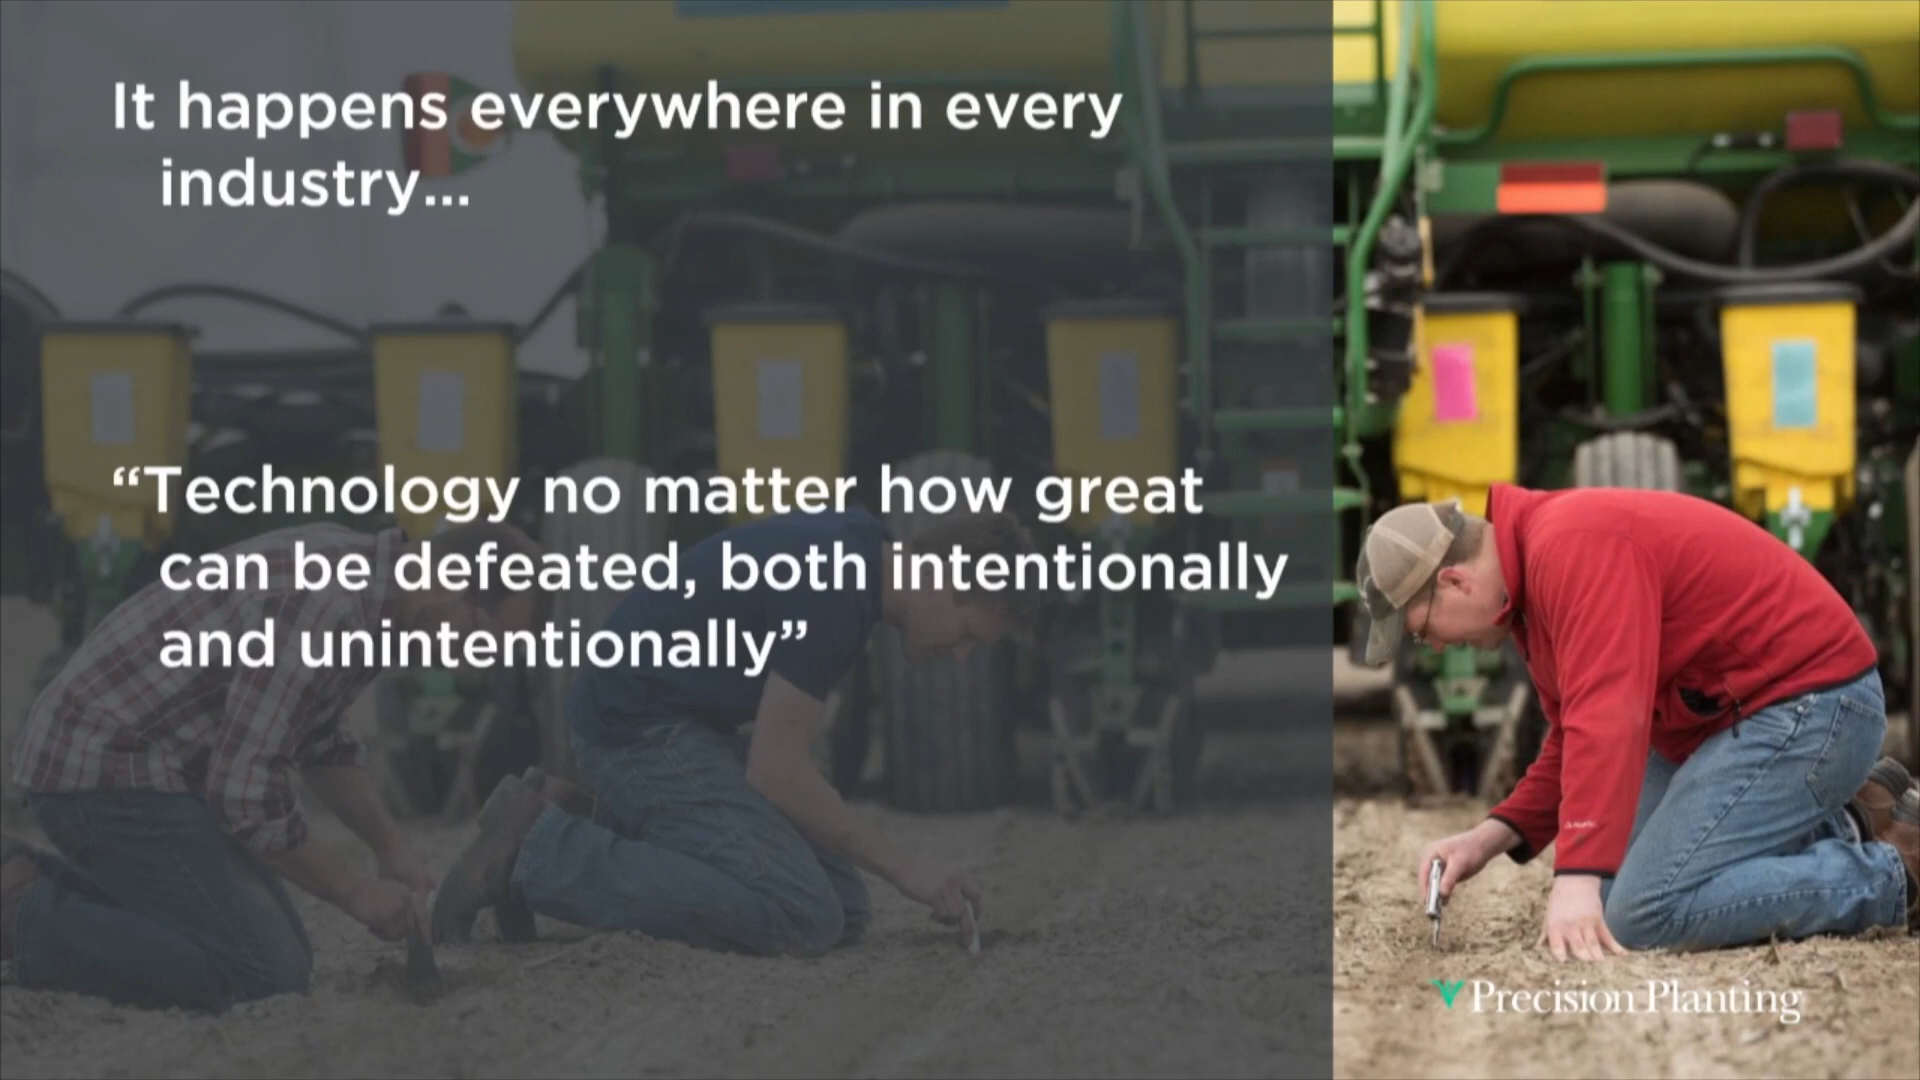 It happens everywhere in every
industry...
“Technology no matter how great
can be defeated, both intentionally
and unintentionally”
Precision Planting